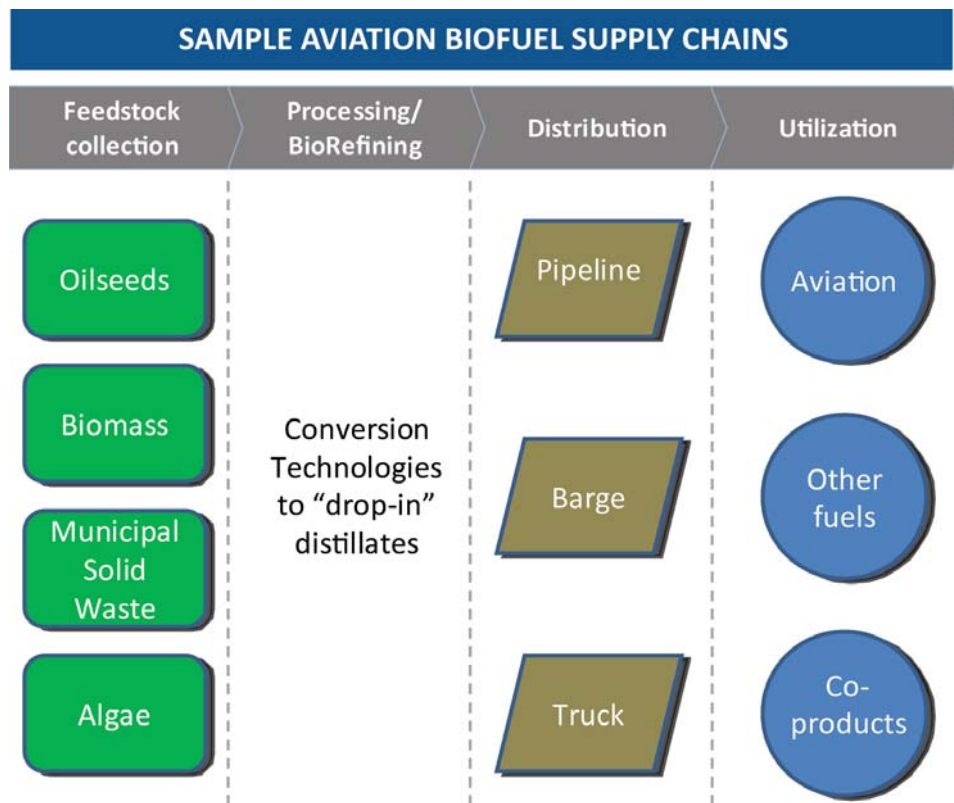 SAMPLE AVIATION BIOFUEL SUPPLY CHAINS
Feedstock
collection
Processing/
BioRefining
Distribution
Utilization
Oilseeds
Biomass
Municipal
Solid
Waste
Algae
Conversion
Technologies
to “drop-in”
distillates
Pipeline
Barge
Truck
Aviation
Other
fuels
Co-
products